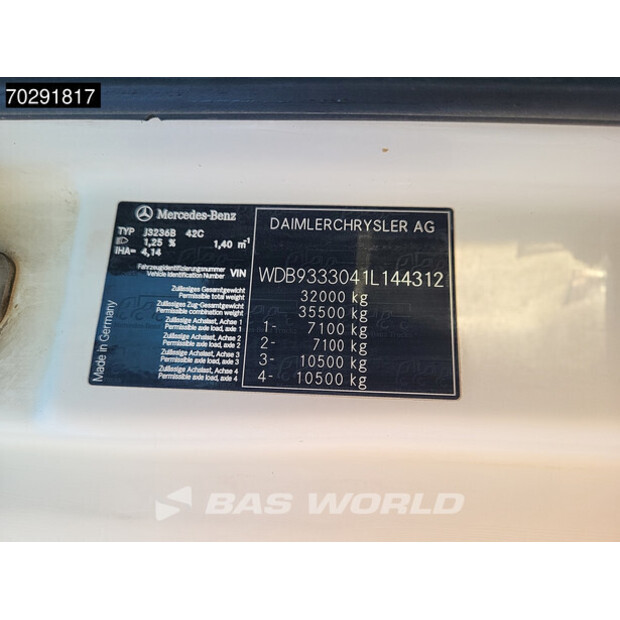 70291817
Mercedes-Benz
TYP J3236B 42C
1,25 % 1,40 m⁻¹
IHA= 4,14
DAIMLERCHRYSLER AG
Fahrzeugidentifizierungsnummer
Vehicle Identification Number VIN WDB9333041L144312
Zulässiges Gesamtgewicht
Permissible total weight 32000 kg
Zulässiges Zug-Gesamtgewicht
Permissible combination weight 35500 kg
Zulässige Achslast, Achse 1
Permissible axle load, axle 1 1- 7100 kg
Zulässige Achslast, Achse 2
Permissible axle load, axle 2 2- 7100 kg
Zulässige Achslast, Achse 3
Permissible axle load, axle 3 3- 10500 kg
Zulässige Achslast, Achse 4
Permissible axle load, axle 4 4- 10500 kg
Made in Germany
BAS WORLD